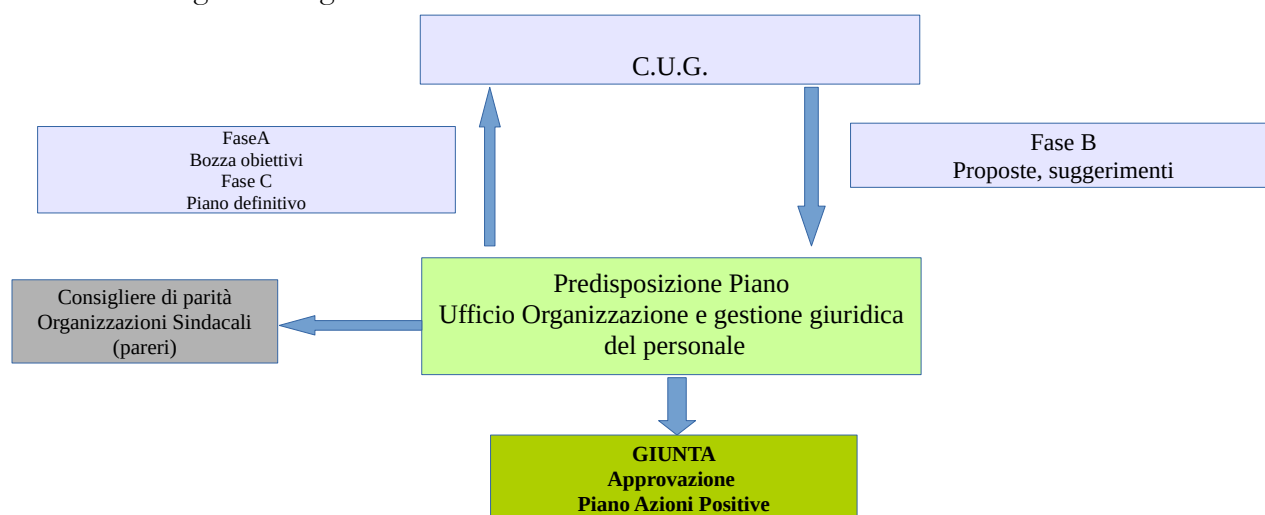 C.U.G.
FaseA
Bozza obiettivi
Fase C
Piano definitivo
Fase B
Proposte, suggerimenti
Predisposizione Piano
Ufficio Organizzazione e gestione giuridica
del personale
Consigliere di parità
Organizzazioni Sindacali
(pareri)
GIUNTA
Approvazione
Piano Azioni Positive